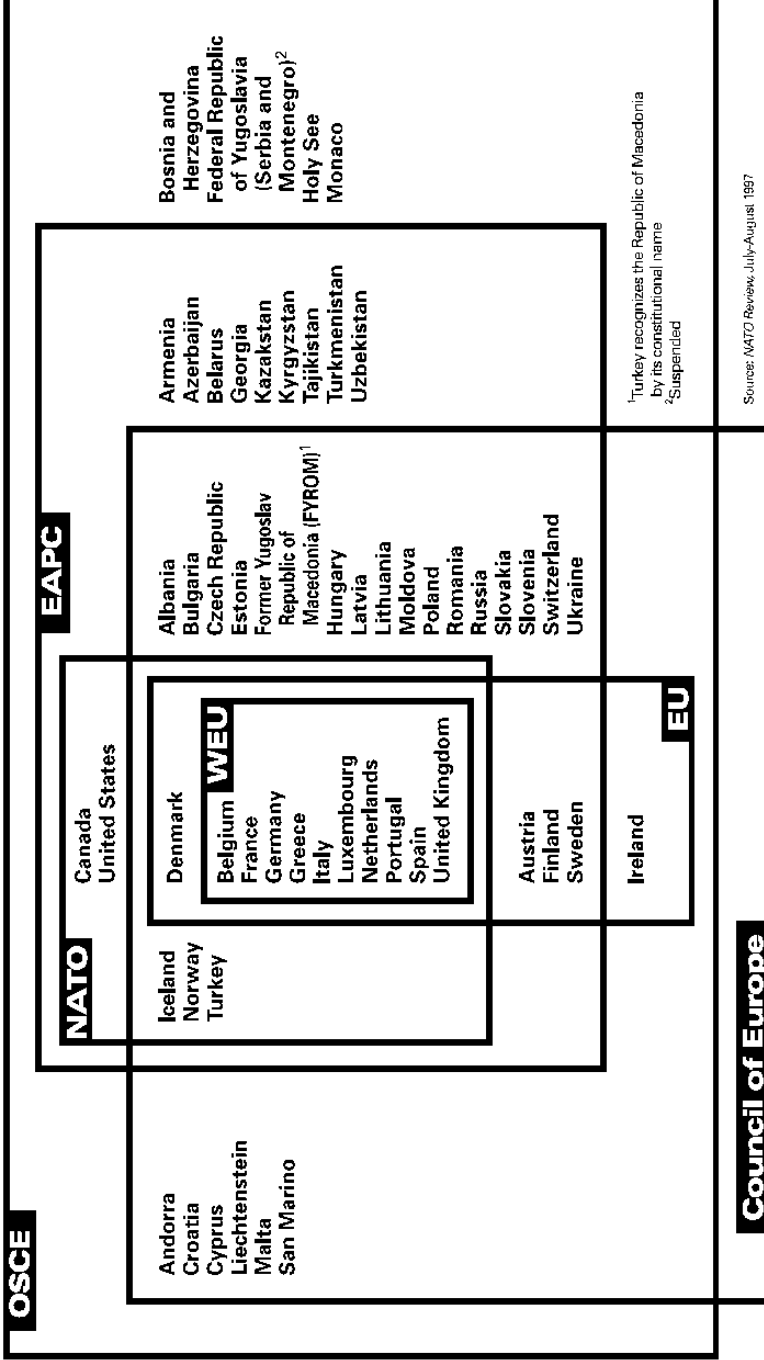 OSCE
EAPC
NATO
Canada
United States
Andorra
Croatia
Cyprus
Liechtenstein
Malta
San Marino
Iceland
Norway
Turkey
Denmark
WEU
Belgium
France
Germany
Greece
Italy
Luxembourg
Netherlands
Portugal
Spain
United Kingdom
Austria
Finland
Sweden
Ireland
EU
Albania
Bulgaria
Czech Republic
Estonia
Former Yugoslav
Republic of
Macedonia (FYROM)¹
Hungary
Latvia
Lithuania
Moldova
Poland
Romania
Russia
Slovakia
Slovenia
Switzerland
Ukraine
Armenia
Azerbaijan
Belarus
Georgia
Kazakstan
Kyrgyzstan
Tajikistan
Turkmenistan
Uzbekistan
Bosnia and
Herzegovina
Federal Republic
of Yugoslavia
(Serbia and
Montenegro)²
Holy See
Monaco
¹Turkey recognizes the Republic of Macedonia
by its constitutional name
²Suspended
Council of Europe
Source: NATO Review, July-August 1997